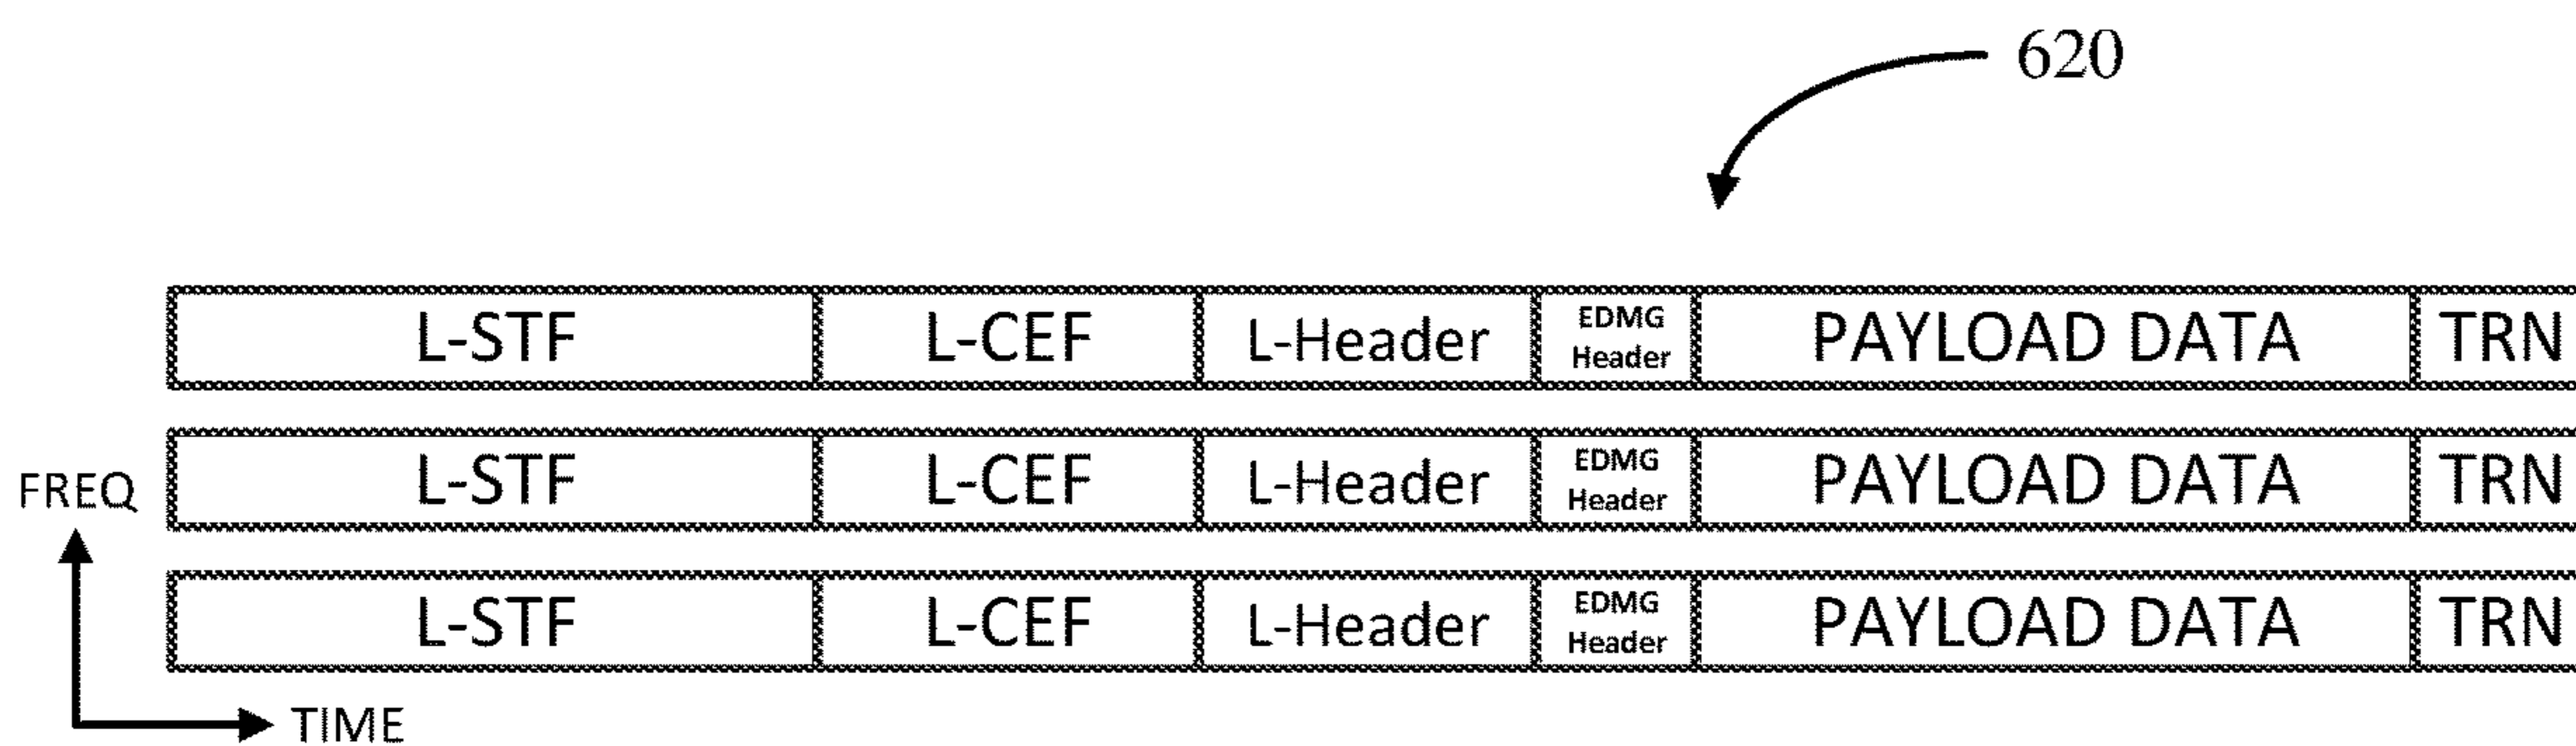 620
L-STF L-CEF L-Header EDMG Header PAYLOAD DATA TRN
L-STF L-CEF L-Header EDMG Header PAYLOAD DATA TRN
FREQ
L-STF L-CEF L-Header EDMG Header PAYLOAD DATA TRN
TIME